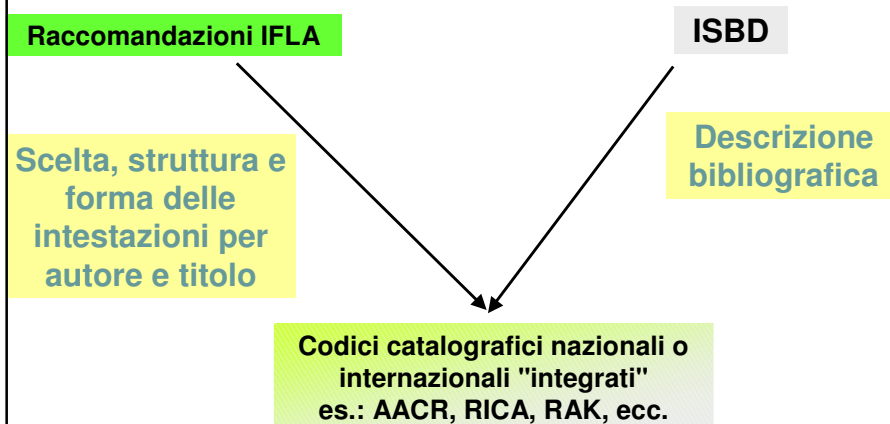 Raccomandazioni IFLA
ISBD
Scelta, struttura e
forma delle
intestazioni per
autore e titolo
Descrizione
bibliografica
Codici catalografici nazionali o
internazionali "integrati"
es.: AACR, RICA, RAK, ecc.